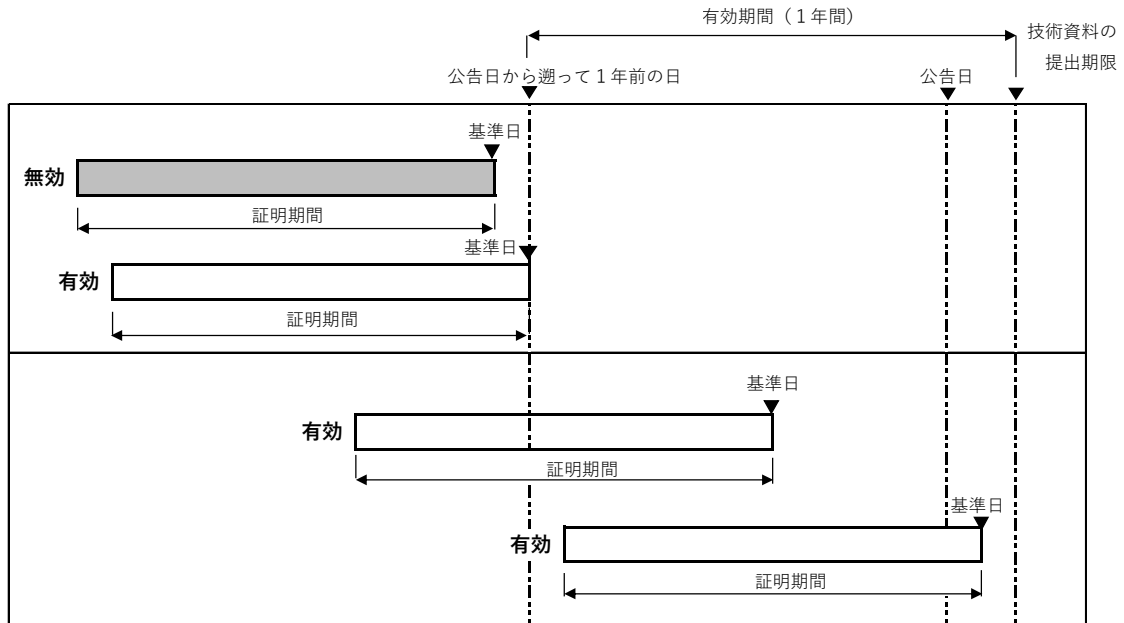 有効期間（１年間）
技術資料の
提出期限
公告日から遡って１年前の日
公告日
基準日
無効
証明期間
基準日
有効
証明期間
基準日
有効
証明期間
基準日
有効
証明期間